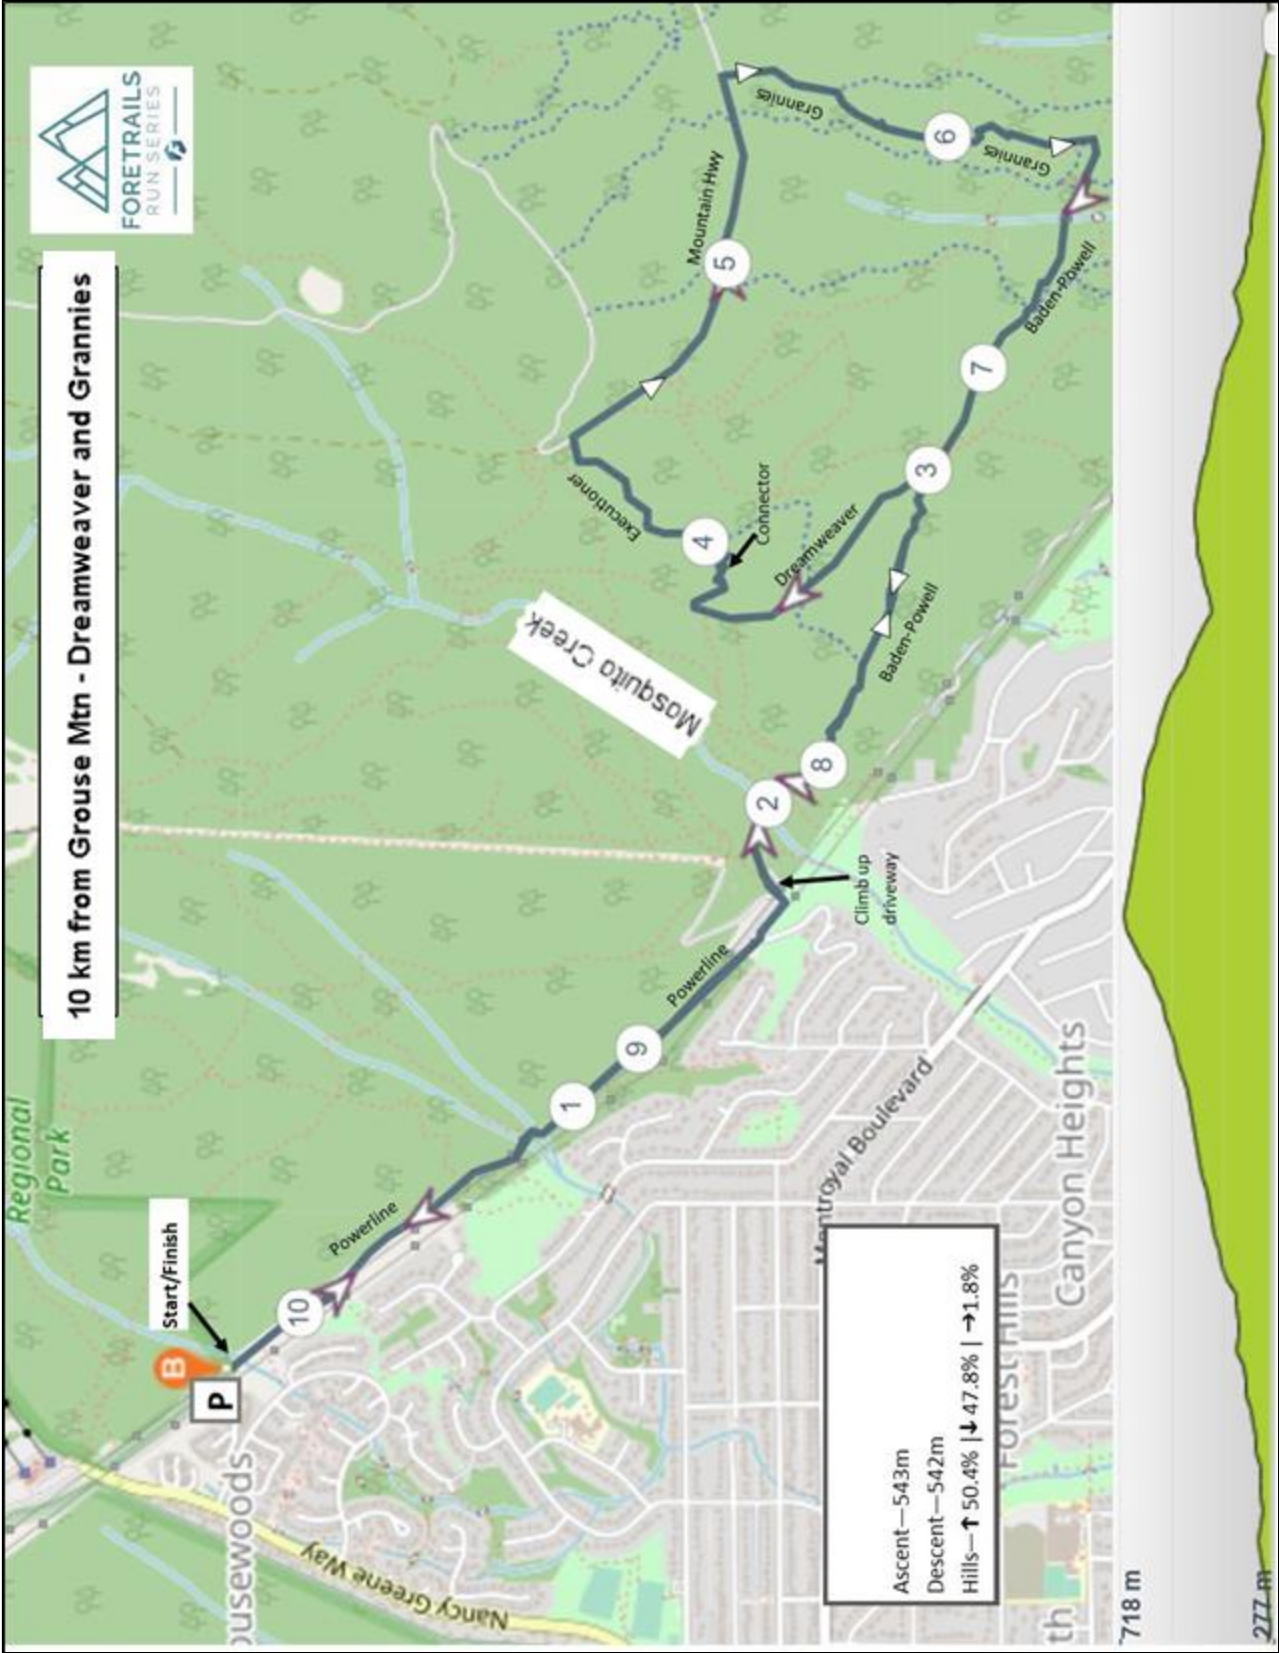 10 km from Grouse Mtn - Dreamweaver and Grannies
FORETRAILS
RUN SERIES
Regional
Park
Start/Finish
B
P
10
Powerline
1
9
Powerline
2
8
Climb up
driveway
Mosquito Creek
Baden-Powell
3
Dreamweaver
Connector
4
Executioner
5
Mountain Hwy
Grannies
6
Grannies
Baden-Powell
7
ousewoods
Nancy Greene Way
Montroyal Boulevard
Canyon Heights
Forest Hills
th
Ascent—543m
Descent—542m
Hills—↑ 50.4% |↓ 47.8% | →1.8%
718 m
277 m